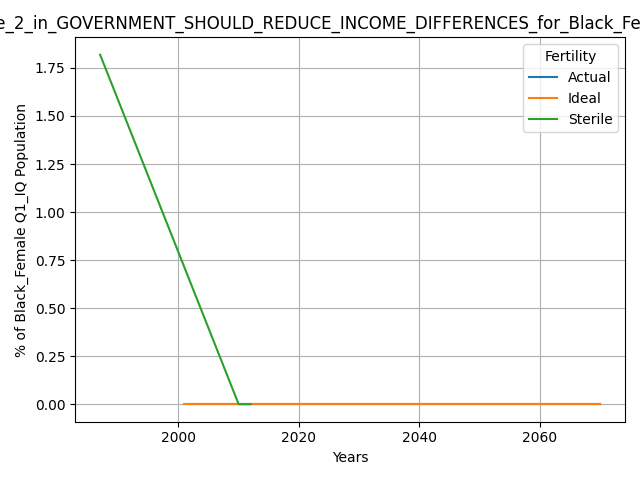 e_2_in_GOVERNMENT_SHOULD_REDUCE_INCOME_DIFFERENCES_for_Black_Fe
Fertility
Actual
Ideal
Sterile
% of Black_Female Q1_IQ Population
1.75
1.50
1.25
1.00
0.75
0.50
0.25
0.00
2000
2020
2040
2060
Years